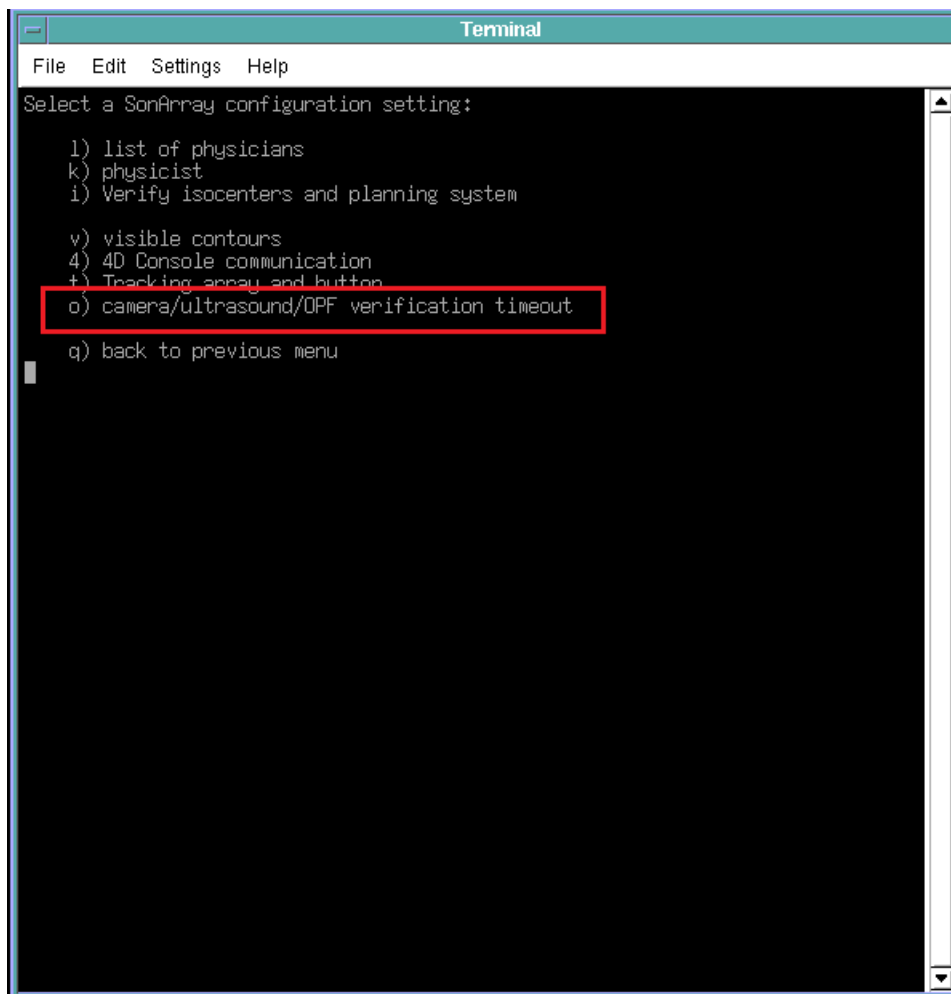 Terminal
File Edit Settings Help
Select a SonArray configuration setting:
l) list of physicians
k) physicist
i) Verify isocenters and planning system
v) visible contours
4) 4D Console communication
t) Tracking array and button
o) camera/ultrasound/OPF verification timeout
q) back to previous menu